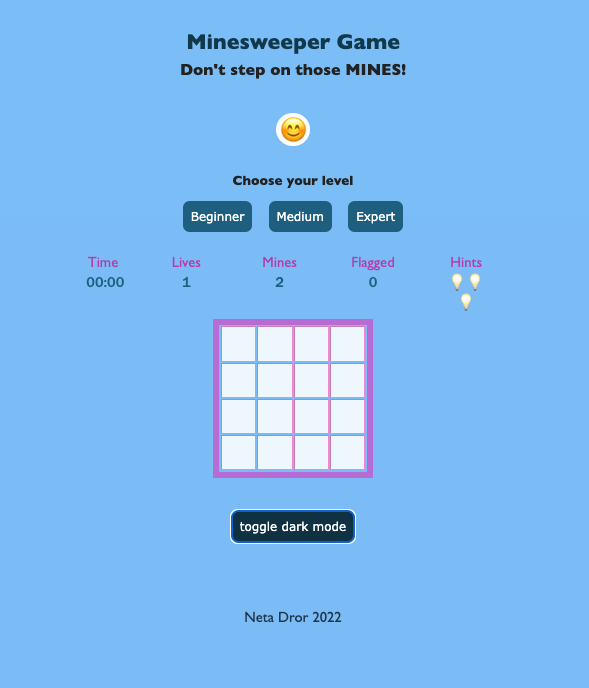 Minesweeper Game
Don't step on those MINES!
Choose your level
Beginner Medium Expert
Time Lives Mines Flagged Hints
00:00 1 2 0
toggle dark mode
Neta Dror 2022